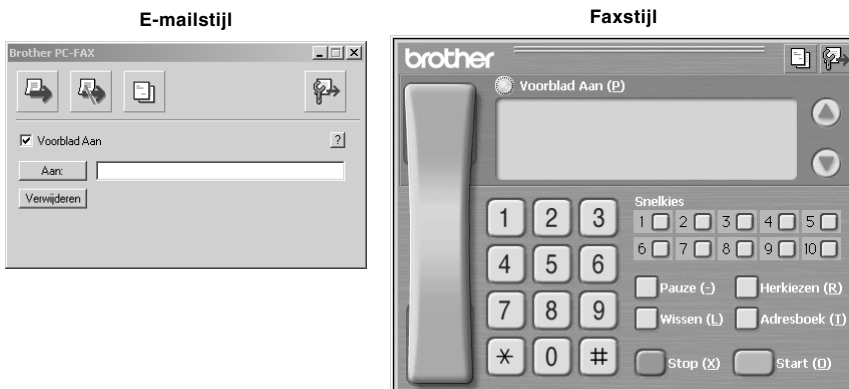 E-mailstijl
Faxstijl
Brother PC-FAX
Voorblad Aan
?
Aan:
Verwijderen
brother
Voorblad Aan (P)
1 2 3
4 5 6
7 8 9
* 0 #
Snelkies
1 2 3 4 5
6 7 8 9 10
Pauze (-) Herkiezen (R)
Wissen (L) Adresboek (T)
Stop (X) Start (O)